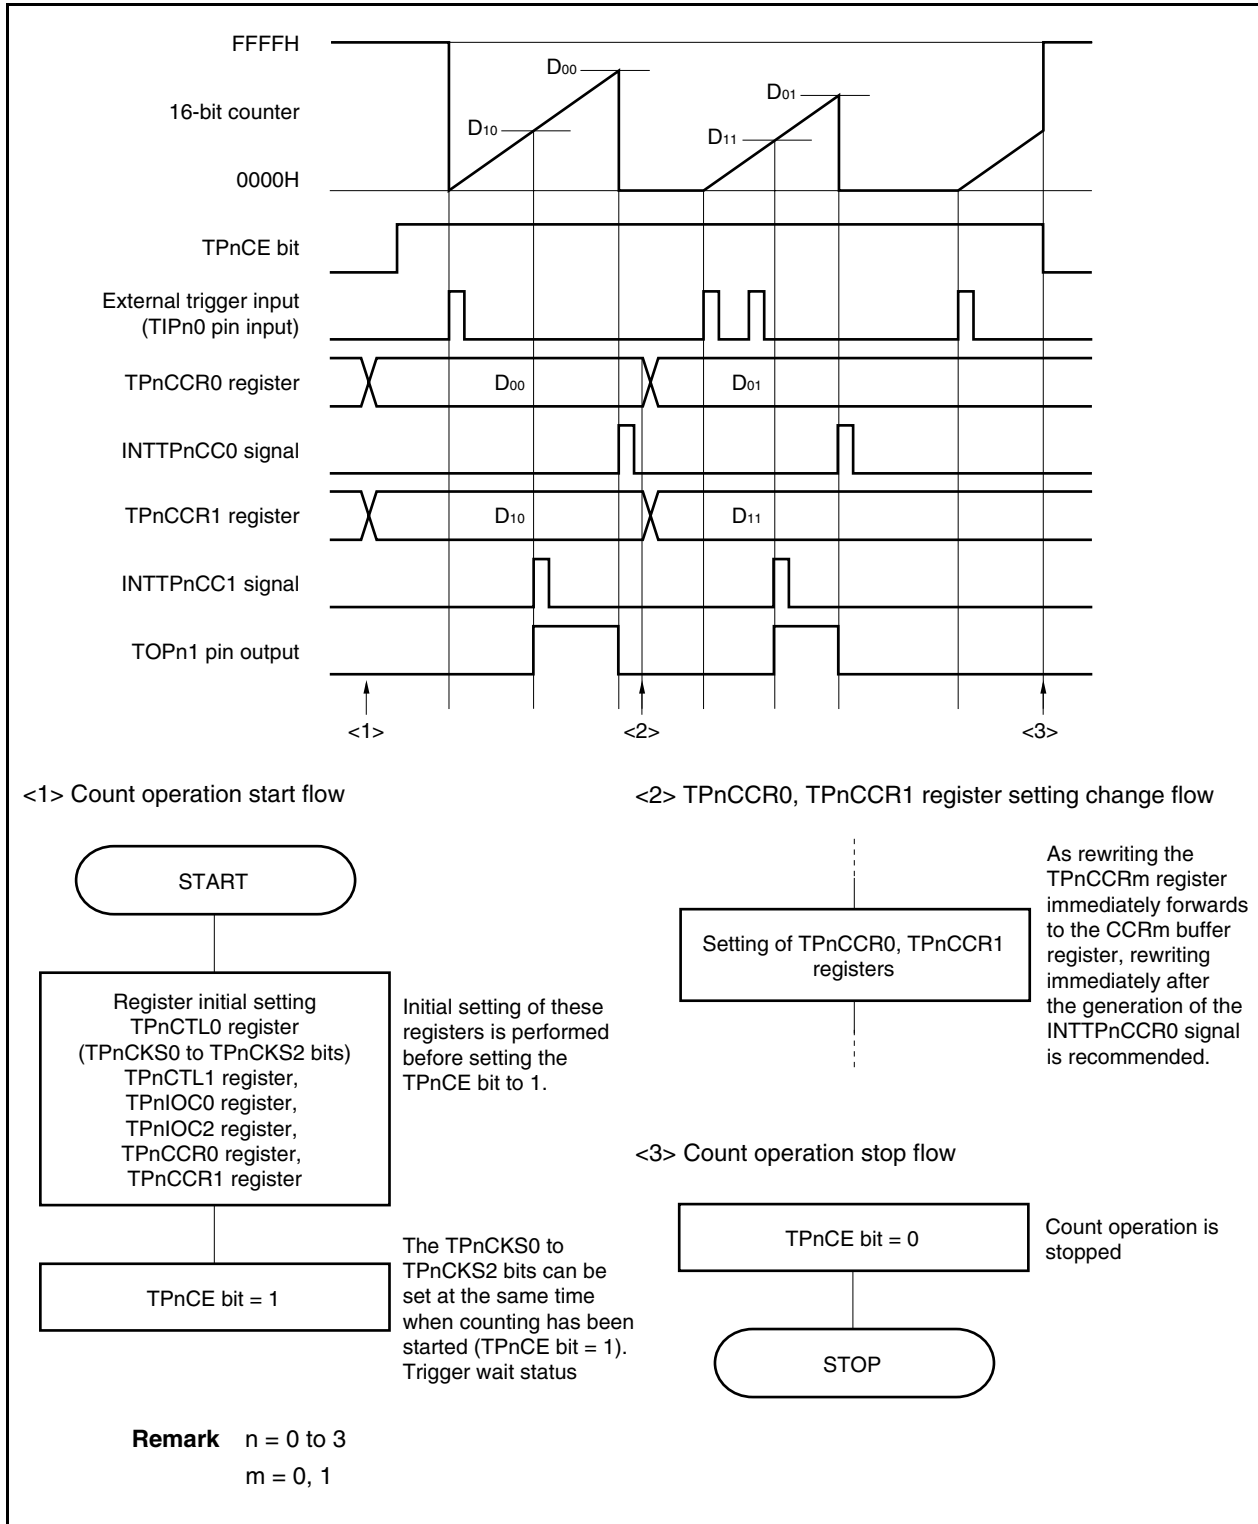 FFFFH
D00
D01
16-bit counter
D10
D11
0000H
TPnCE bit
External trigger input
(TIPn0 pin input)
TPnCCR0 register
D00
D01
INTTPnCC0 signal
TPnCCR1 register
D10
D11
INTTPnCC1 signal
TOPn1 pin output
<1>
<2>
<3>
<1> Count operation start flow
START
Register initial setting
TPnCTL0 register
(TPnCKS0 to TPnCKS2 bits)
TPnCTL1 register,
TPnIOC0 register,
TPnIOC2 register,
TPnCCR0 register,
TPnCCR1 register
Initial setting of these
registers is performed
before setting the
TPnCE bit to 1.
TPnCE bit = 1
The TPnCKS0 to
TPnCKS2 bits can be
set at the same time
when counting has been
started (TPnCE bit = 1).
Trigger wait status
<2> TPnCCR0, TPnCCR1 register setting change flow
Setting of TPnCCR0, TPnCCR1
registers
As rewriting the
TPnCCRm register
immediately forwards
to the CCRm buffer
register, rewriting
immediately after
the generation of the
INTTPnCCR0 signal
is recommended.
<3> Count operation stop flow
TPnCE bit = 0
Count operation is
stopped
STOP
Remark n = 0 to 3
m = 0, 1